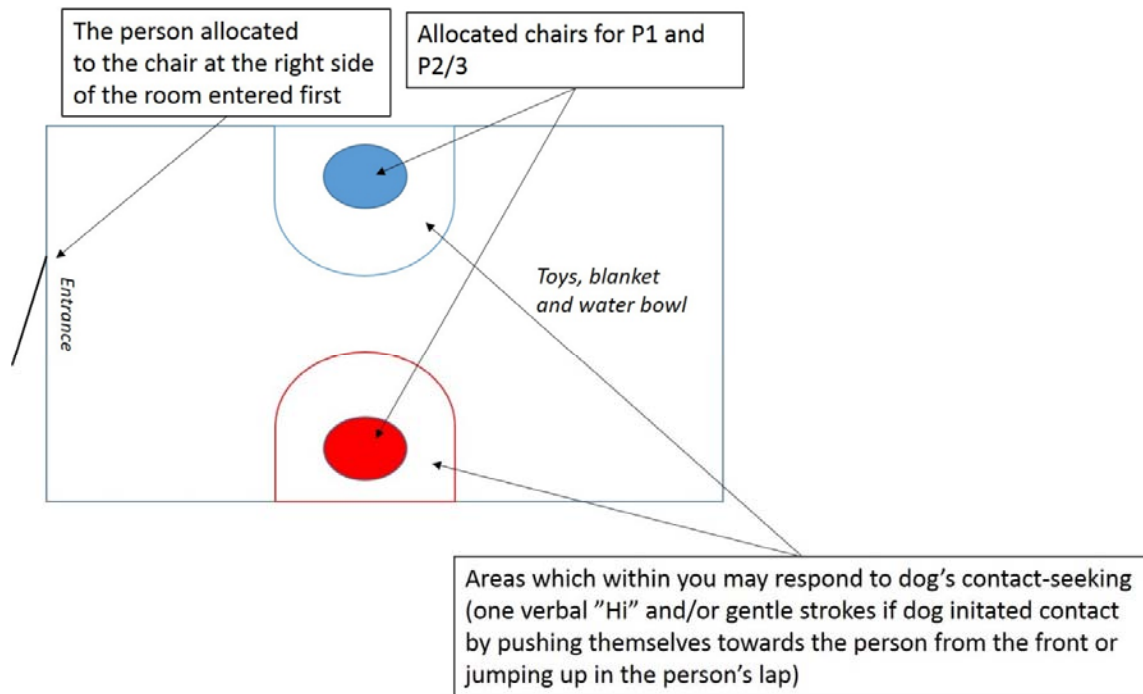 The person allocated
to the chair at the right side
of the room entered first
Allocated chairs for P1 and
P2/3
Entrance
Toys, blanket
and water bowl
Areas which within you may respond to dog’s contact-seeking
(one verbal ”Hi” and/or gentle strokes if dog initated contact
by pushing themselves towards the person from the front or
jumping up in the person’s lap)